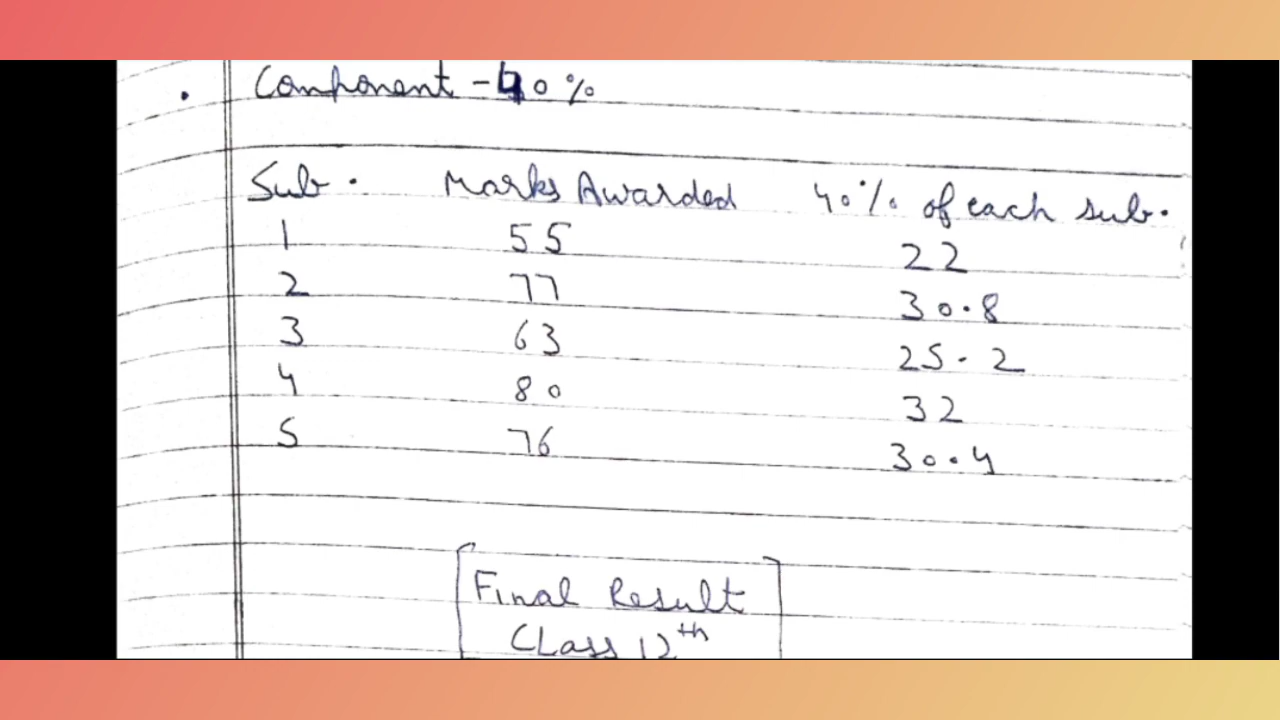 . Component - 40%
Sub. Marks Awarded 40% of each sub.
1 55 22
2 77 30.8
3 63 25.2
4 80 32
5 76 30.4
Final Result
Class 12th